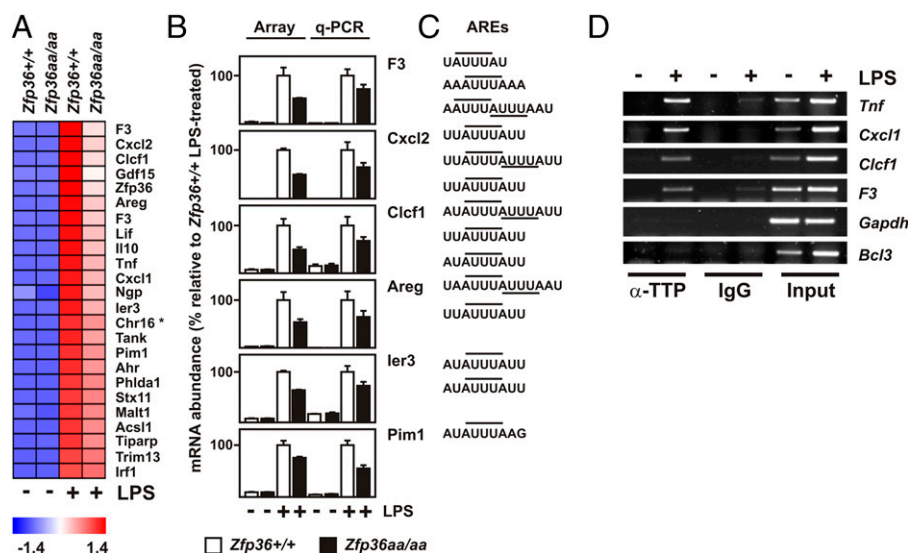 A
Zfp36+/+
Zfp36aa/aa
Zfp36+/+
Zfp36aa/aa
F3
Cxcl2
Clcf1
Gdf15
Zfp36
Areg
F3
Lif
Il10
Tnf
Cxcl1
Ngp
Ier3
Chr16 *
Tank
Pim1
Ahr
Phlda1
Stx11
Malt1
Acsl1
Tiparp
Trim13
Irf1
- - + + LPS
-1.4 1.4
B
Array q-PCR
mRNA abundance (% relative to Zfp36+/+ LPS-treated)
100 F3
100 Cxcl2
100 Clcf1
100 Areg
100 Ier3
100 Pim1
- - + + - - + + LPS
Zfp36+/+ Zfp36aa/aa
C
AREs
UAUUUAU
AAAUUUAAA
AAUUUAUUUAAU
UUAUUUAUU
UUAUUUAUUUAUU
UUAUUUAUU
AUAUUUAUUUAUU
UUAUUUAUU
AUAUUUAUU
UAAUUUAUUUAAU
UUAUUUAUU
AUAUUUAUU
AUAUUUAUU
AUAUUUAAG
D
- + - + - + LPS
Tnf
Cxcl1
Clcf1
F3
Gapdh
Bcl3
α-TTP IgG Input